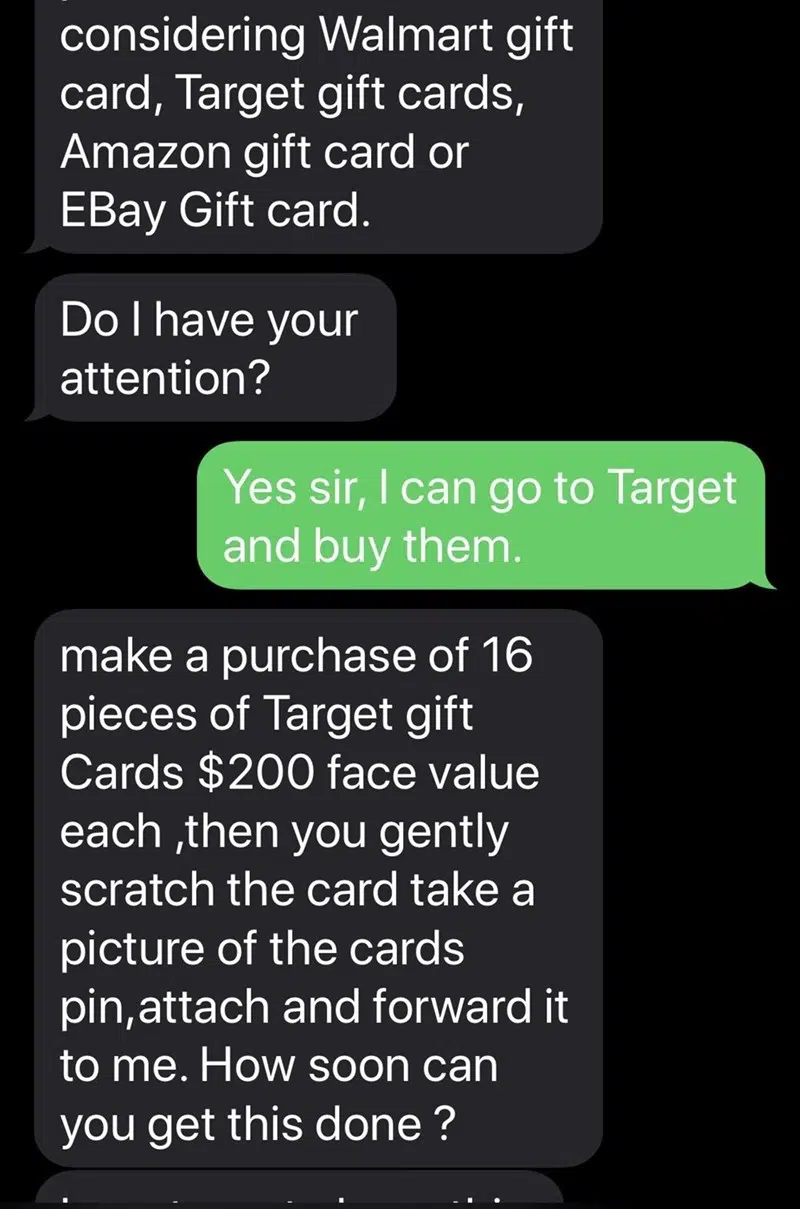 considering Walmart gift
card, Target gift cards,
Amazon gift card or
EBay Gift card.
Do I have your
attention?
Yes sir, I can go to Target
and buy them.
make a purchase of 16
pieces of Target gift
Cards $200 face value
each ,then you gently
scratch the card take a
picture of the cards
pin,attach and forward it
to me. How soon can
you get this done ?